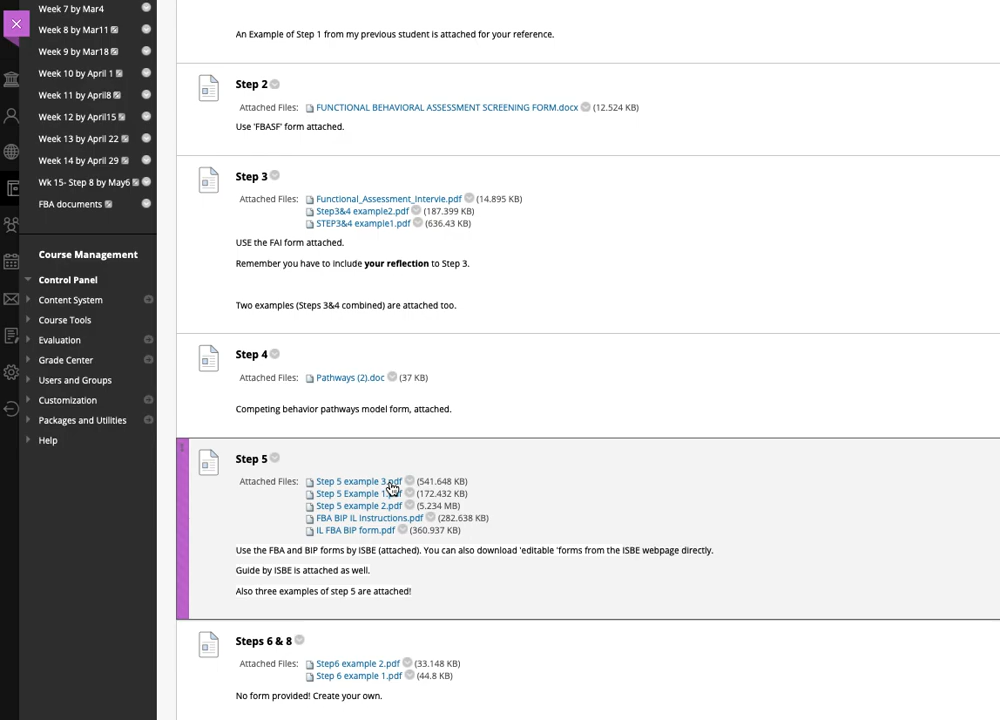 Week 7 by Mar4
Week 8 by Mar11
Week 9 by Mar18
Week 10 by April 1
Week 11 by April8
Week 12 by April15
Week 13 by April 22
Week 14 by April 29
Wk 15- Step 8 by May6
FBA documents
Course Management
Control Panel
Content System
Course Tools
Evaluation
Grade Center
Users and Groups
Customization
Packages and Utilities
Help
An Example of Step 1 from my previous student is attached for your reference.
Step 2
Attached Files: FUNCTIONAL BEHAVIORAL ASSESSMENT SCREENING FORM.docx (12.524 KB)
Use 'FBASF' form attached.
Step 3
Attached Files: Functional_Assessment_Intervie.pdf (14.895 KB)
Step3&4 example2.pdf (187.399 KB)
STEP3&4 example1.pdf (636.43 KB)
USE the FAI form attached.
Remember you have to include your reflection to Step 3.
Two examples (Steps 3&4 combined) are attached too.
Step 4
Attached Files: Pathways (2).doc (37 KB)
Competing behavior pathways model form, attached.
Step 5
Attached Files: Step 5 example 3.pdf (541.648 KB)
Step 5 Example 1.pdf (172.432 KB)
Step 5 example 2.pdf (5.234 MB)
FBA BIP IL Instructions.pdf (282.638 KB)
IL FBA BIP form.pdf (360.937 KB)
Use the FBA and BIP forms by ISBE (attached). You can also download 'editable 'forms from the ISBE webpage directly.
Guide by ISBE is attached as well.
Also three examples of step 5 are attached!
Steps 6 & 8
Attached Files: Step6 example 2.pdf (33.148 KB)
Step 6 example 1.pdf (44.8 KB)
No form provided! Create your own.